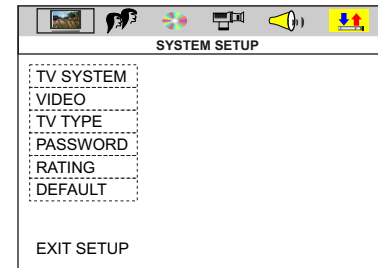 SYSTEM SETUP
TV SYSTEM
VIDEO
TV TYPE
PASSWORD
RATING
DEFAULT
EXIT SETUP